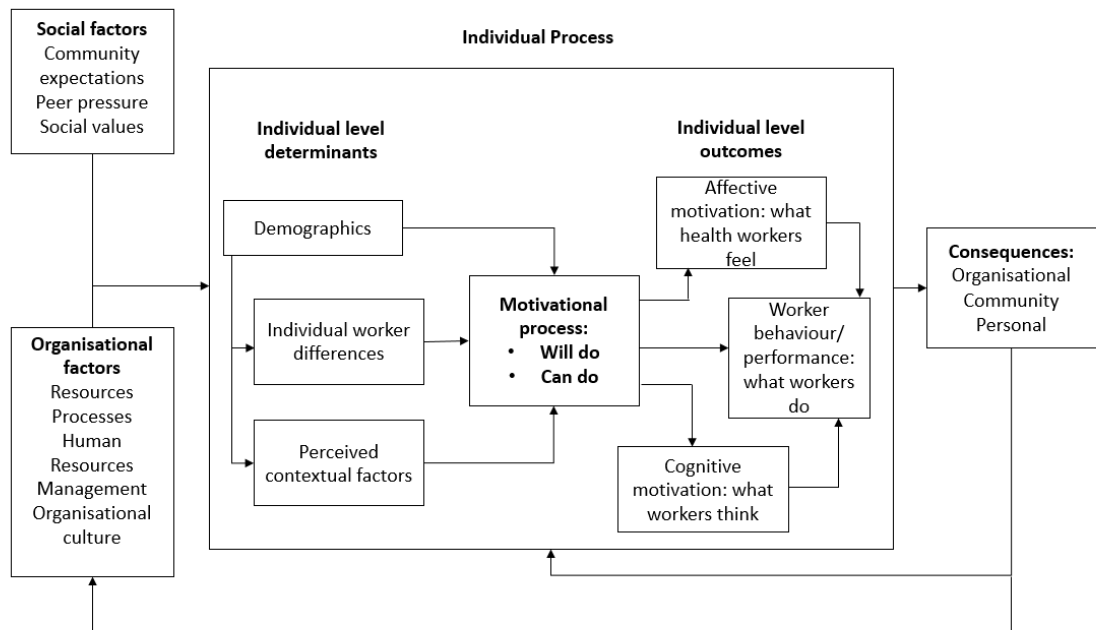 Social factors
Community
expectations
Peer pressure
Social values
Individual Process
Individual level
determinants
Individual level
outcomes
Demographics
Individual worker
differences
Perceived
contextual factors
Motivational
process:
• Will do
• Can do
Affective
motivation: what
health workers
feel
Worker
behaviour/
performance:
what workers
do
Cognitive
motivation: what
workers think
Consequences:
Organisational
Community
Personal
Organisational
factors
Resources
Processes
Human
Resources
Management
Organisational
culture